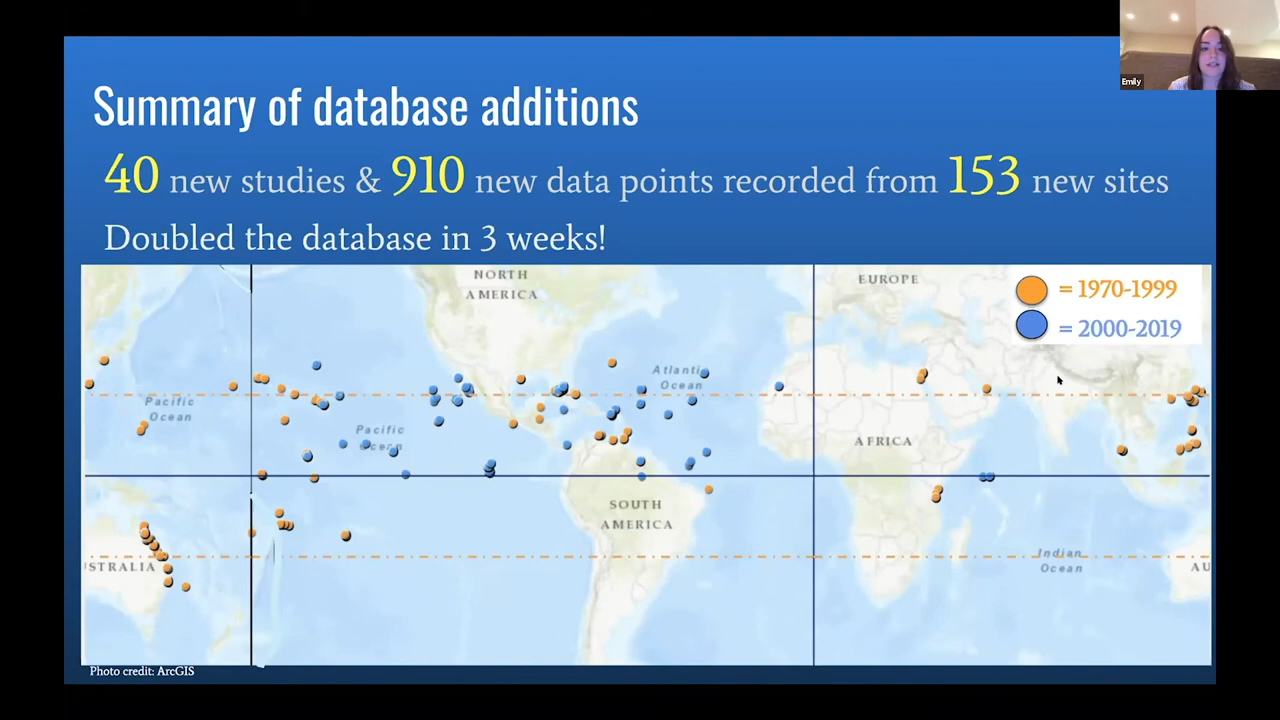 Emily
Summary of database additions
40 new studies & 910 new data points recorded from 153 new sites
Doubled the database in 3 weeks!
NORTH
AMERICA
EUROPE
= 1970-1999
= 2000-2019
Atlantic
Ocean
Pacific
Ocean
Pacific
Ocean
AFRICA
SOUTH
AMERICA
Indian
Ocean
STRALIA
AU
Photo credit: ArcGIS